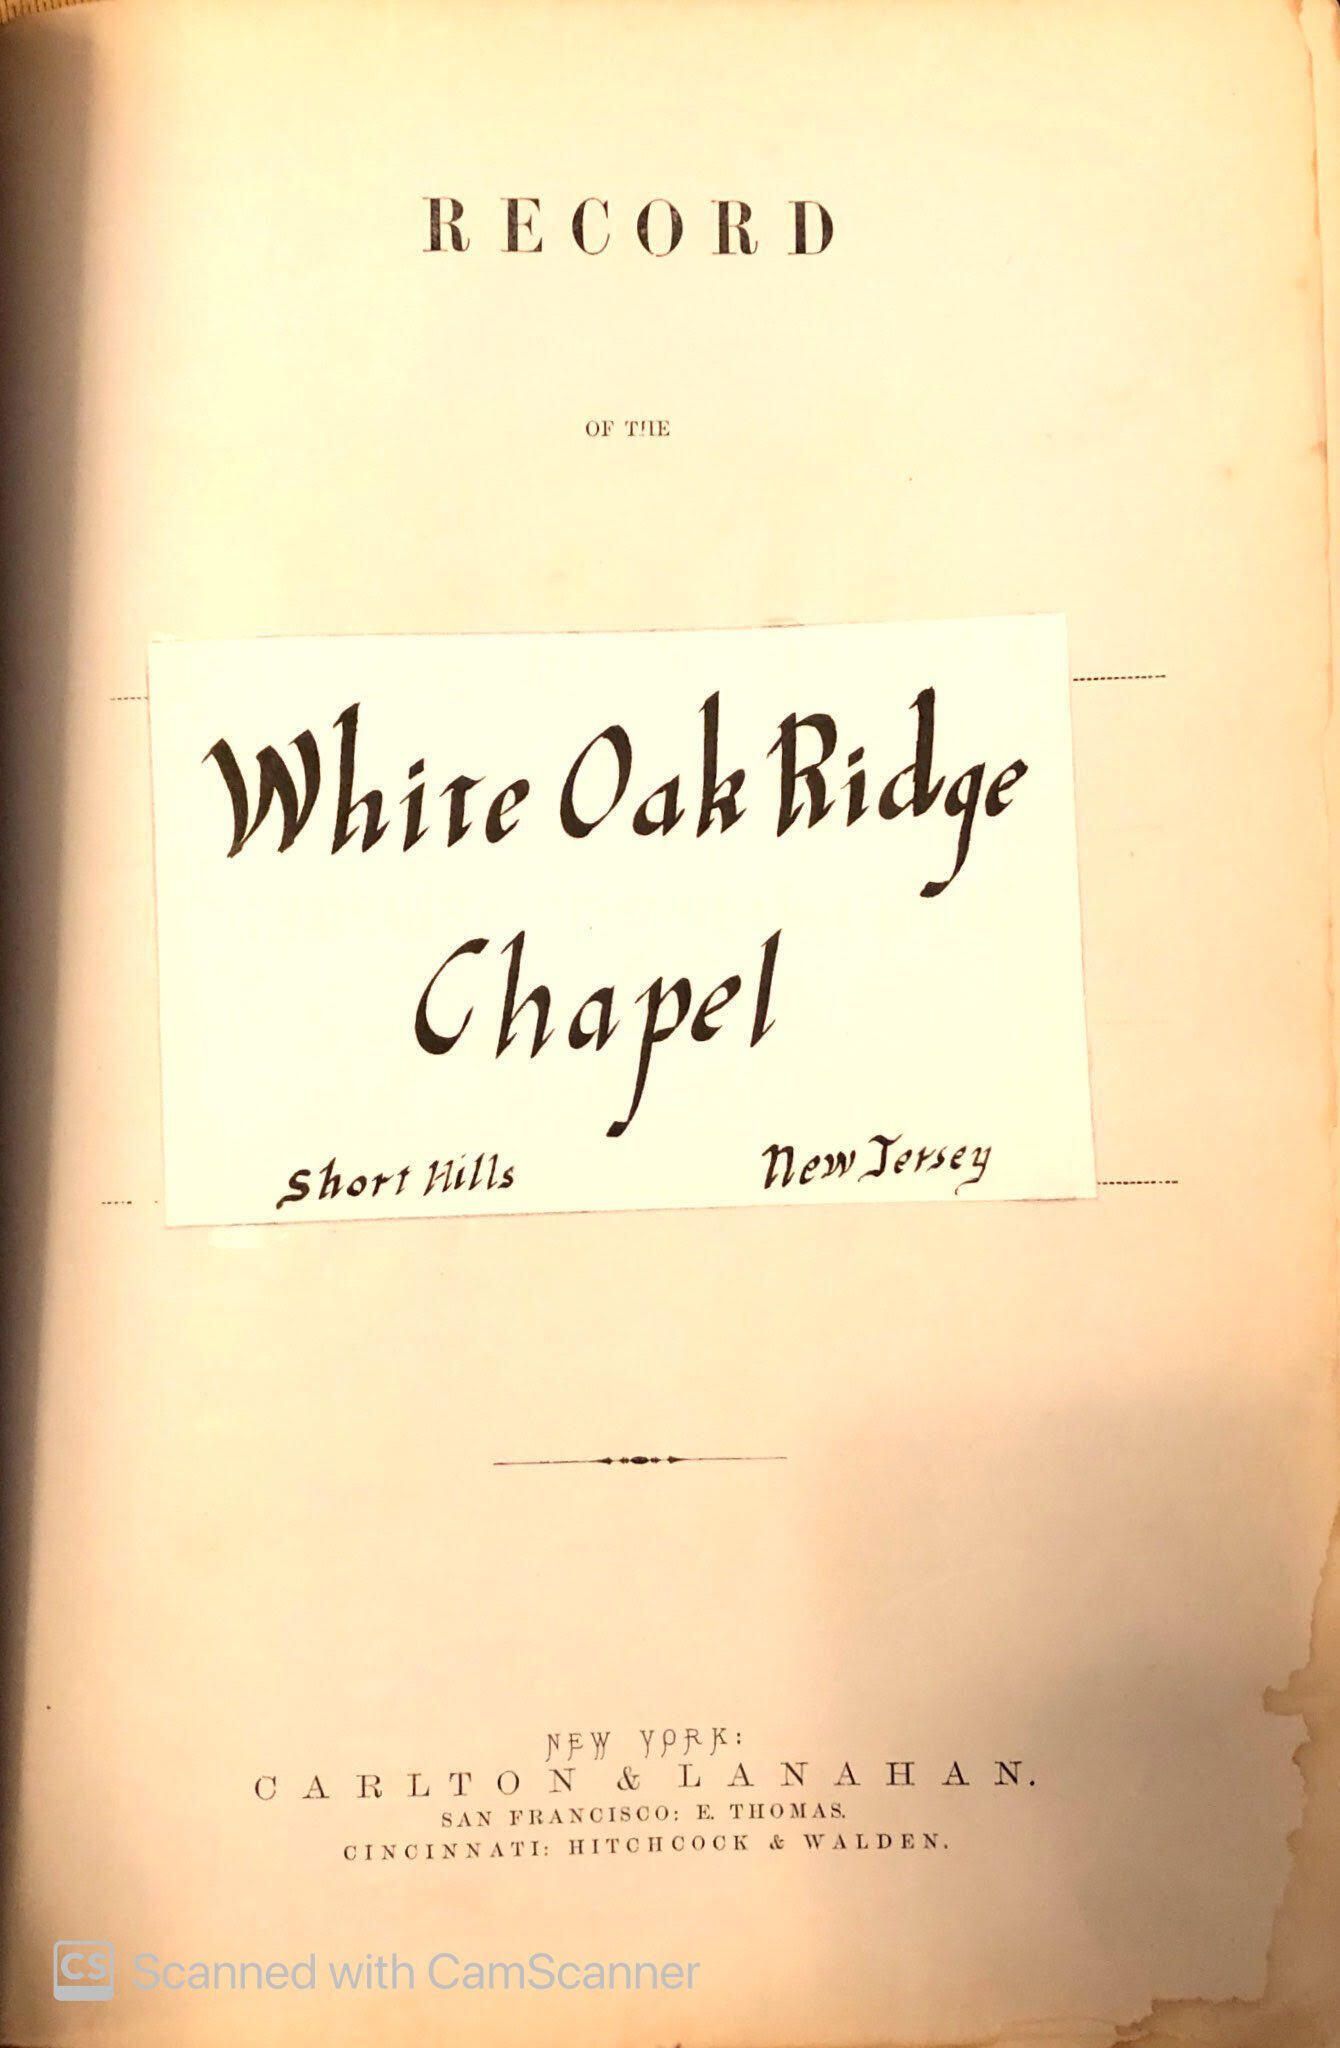 RECORD
OF THE
White Oak Ridge
Chapel
Short Hills New Jersey
NEW YORK:
CARLTON & LANAHAN.
SAN FRANCISCO: E. THOMAS.
CINCINNATI: HITCHCOCK & WALDEN.
CS Scanned with CamScanner